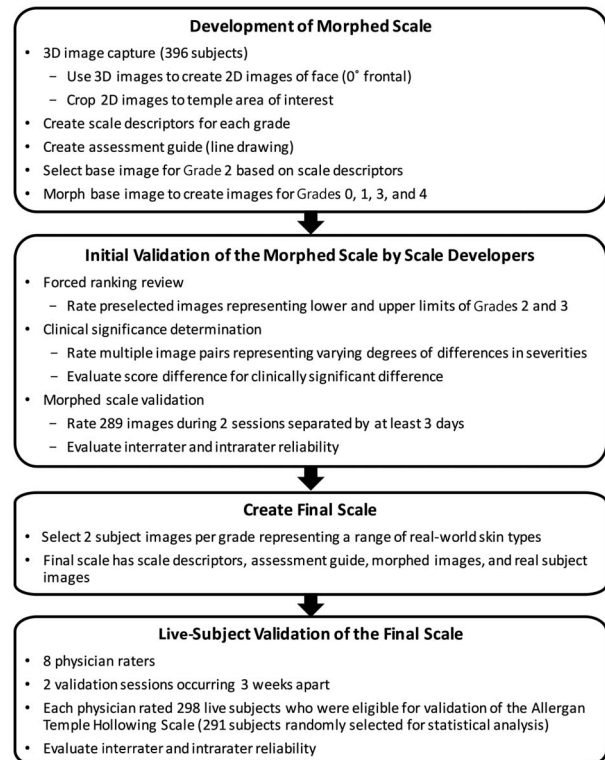 Development of Morphed Scale
• 3D image capture (396 subjects)
– Use 3D images to create 2D images of face (0˚ frontal)
– Crop 2D images to temple area of interest
• Create scale descriptors for each grade
• Create assessment guide (line drawing)
• Select base image for Grade 2 based on scale descriptors
• Morph base image to create images for Grades 0, 1, 3, and 4
Initial Validation of the Morphed Scale by Scale Developers
• Forced ranking review
– Rate preselected images representing lower and upper limits of Grades 2 and 3
• Clinical significance determination
– Rate multiple image pairs representing varying degrees of differences in severities
– Evaluate score difference for clinically significant difference
• Morphed scale validation
– Rate 289 images during 2 sessions separated by at least 3 days
– Evaluate interrater and intrarater reliability
Create Final Scale
• Select 2 subject images per grade representing a range of real-world skin types
• Final scale has scale descriptors, assessment guide, morphed images, and real subject
images
Live-Subject Validation of the Final Scale
• 8 physician raters
• 2 validation sessions occurring 3 weeks apart
• Each physician rated 298 live subjects who were eligible for validation of the Allergan
Temple Hollowing Scale (291 subjects randomly selected for statistical analysis)
• Evaluate interrater and intrarater reliability